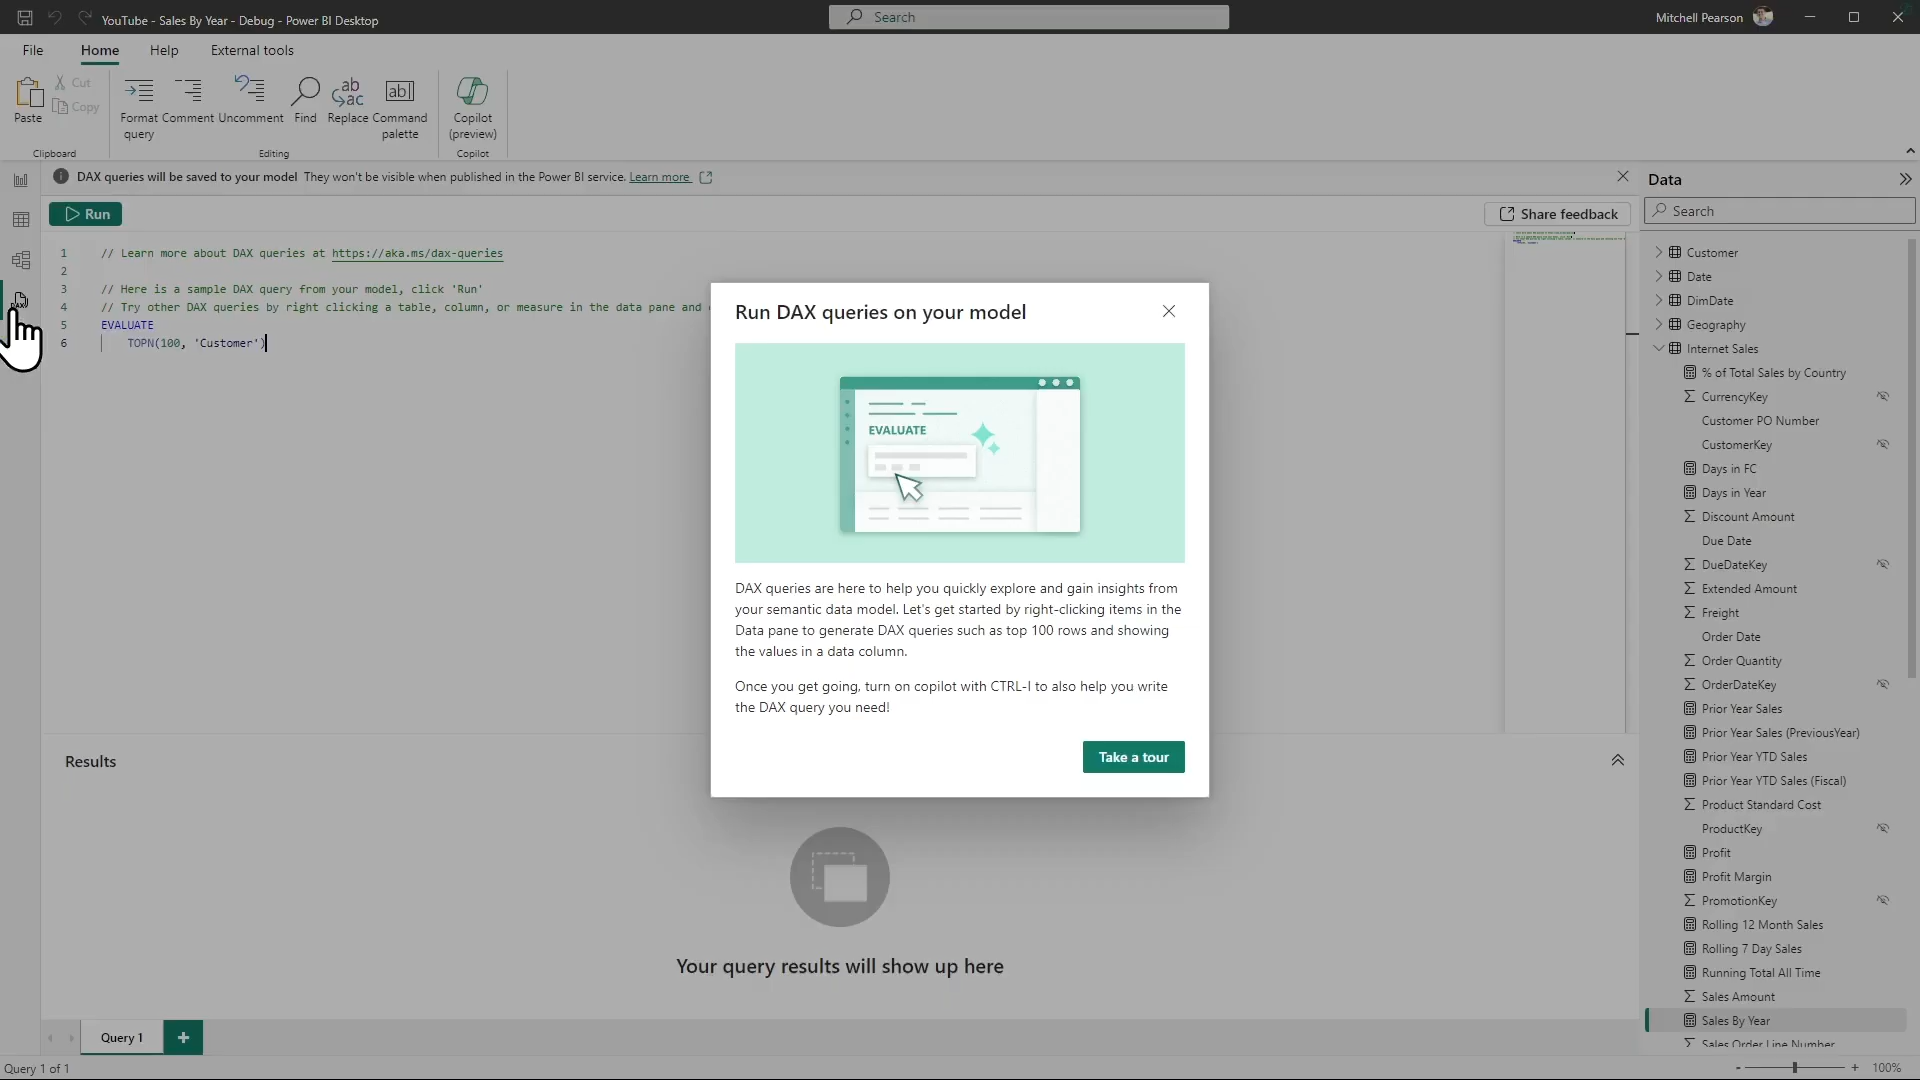 YouTube - Sales By Year - Debug - Power BI Desktop
Search
Mitchell Pearson
File
Home
Help
External tools
Paste
Cut
Copy
Format query
Comment
Uncomment
Find
Replace
Command palette
Copilot (preview)
Clipboard
Editing
Copilot
DAX queries will be saved to your model They won't be visible when published in the Power BI service. Learn more
Run
Share feedback
1 // Learn more about DAX queries at https://aka.ms/dax-queries
2
3 // Here is a sample DAX query from your model, click 'Run'
4 // Try other DAX queries by right clicking a table, column, or measure in the data pane and
5 EVALUATE
6 TOPN(100, 'Customer')
Run DAX queries on your model
EVALUATE
DAX queries are here to help you quickly explore and gain insights from
your semantic data model. Let's get started by right-clicking items in the
Data pane to generate DAX queries such as top 100 rows and showing
the values in a data column.
Once you get going, turn on copilot with CTRL-I to also help you write
the DAX query you need!
Take a tour
Results
Your query results will show up here
Query 1
Query 1 of 1
Data
Search
Customer
Date
DimDate
Geography
Internet Sales
% of Total Sales by Country
CurrencyKey
Customer PO Number
CustomerKey
Days in FC
Days in Year
Discount Amount
Due Date
DueDateKey
Extended Amount
Freight
Order Date
Order Quantity
OrderDateKey
Prior Year Sales
Prior Year Sales (PreviousYear)
Prior Year YTD Sales
Prior Year YTD Sales (Fiscal)
Product Standard Cost
ProductKey
Profit
Profit Margin
PromotionKey
Rolling 12 Month Sales
Rolling 7 Day Sales
Running Total All Time
Sales Amount
Sales By Year
Sales Order Line Number
100%